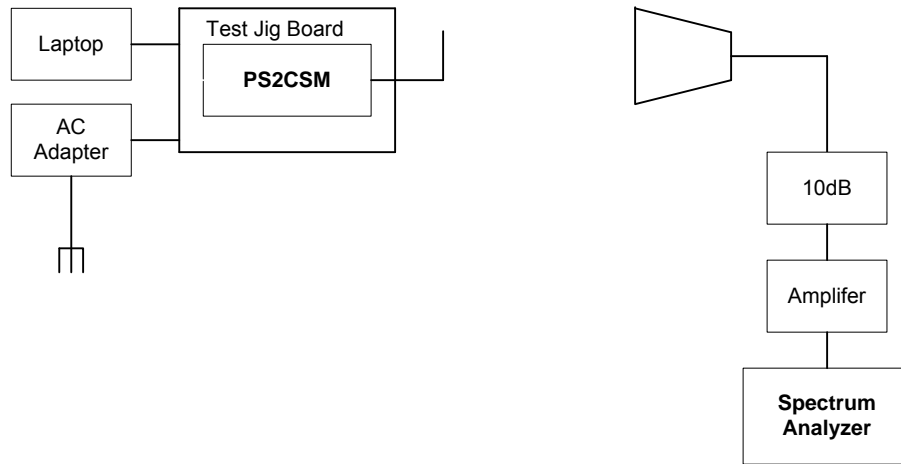 Laptop
Test Jig Board
PS2CSM
AC
Adapter
10dB
Amplifer
Spectrum
Analyzer